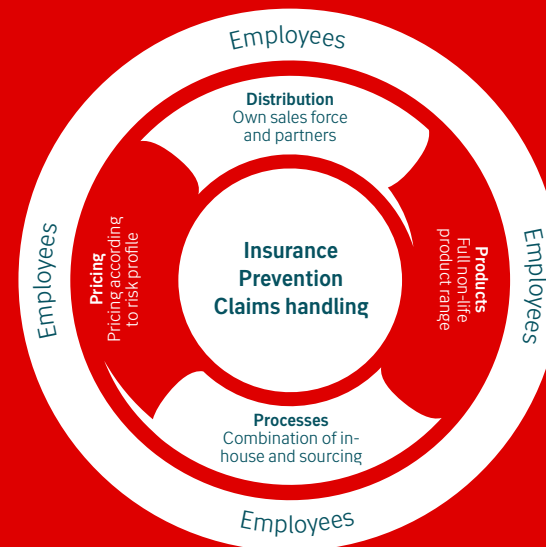 Employees
Distribution
Own sales force
and partners
Employees
Pricing
Pricing according
to risk profile
Insurance
Prevention
Claims handling
Products
Full non-life
product range
Employees
Processes
Combination of in-
house and sourcing
Employees